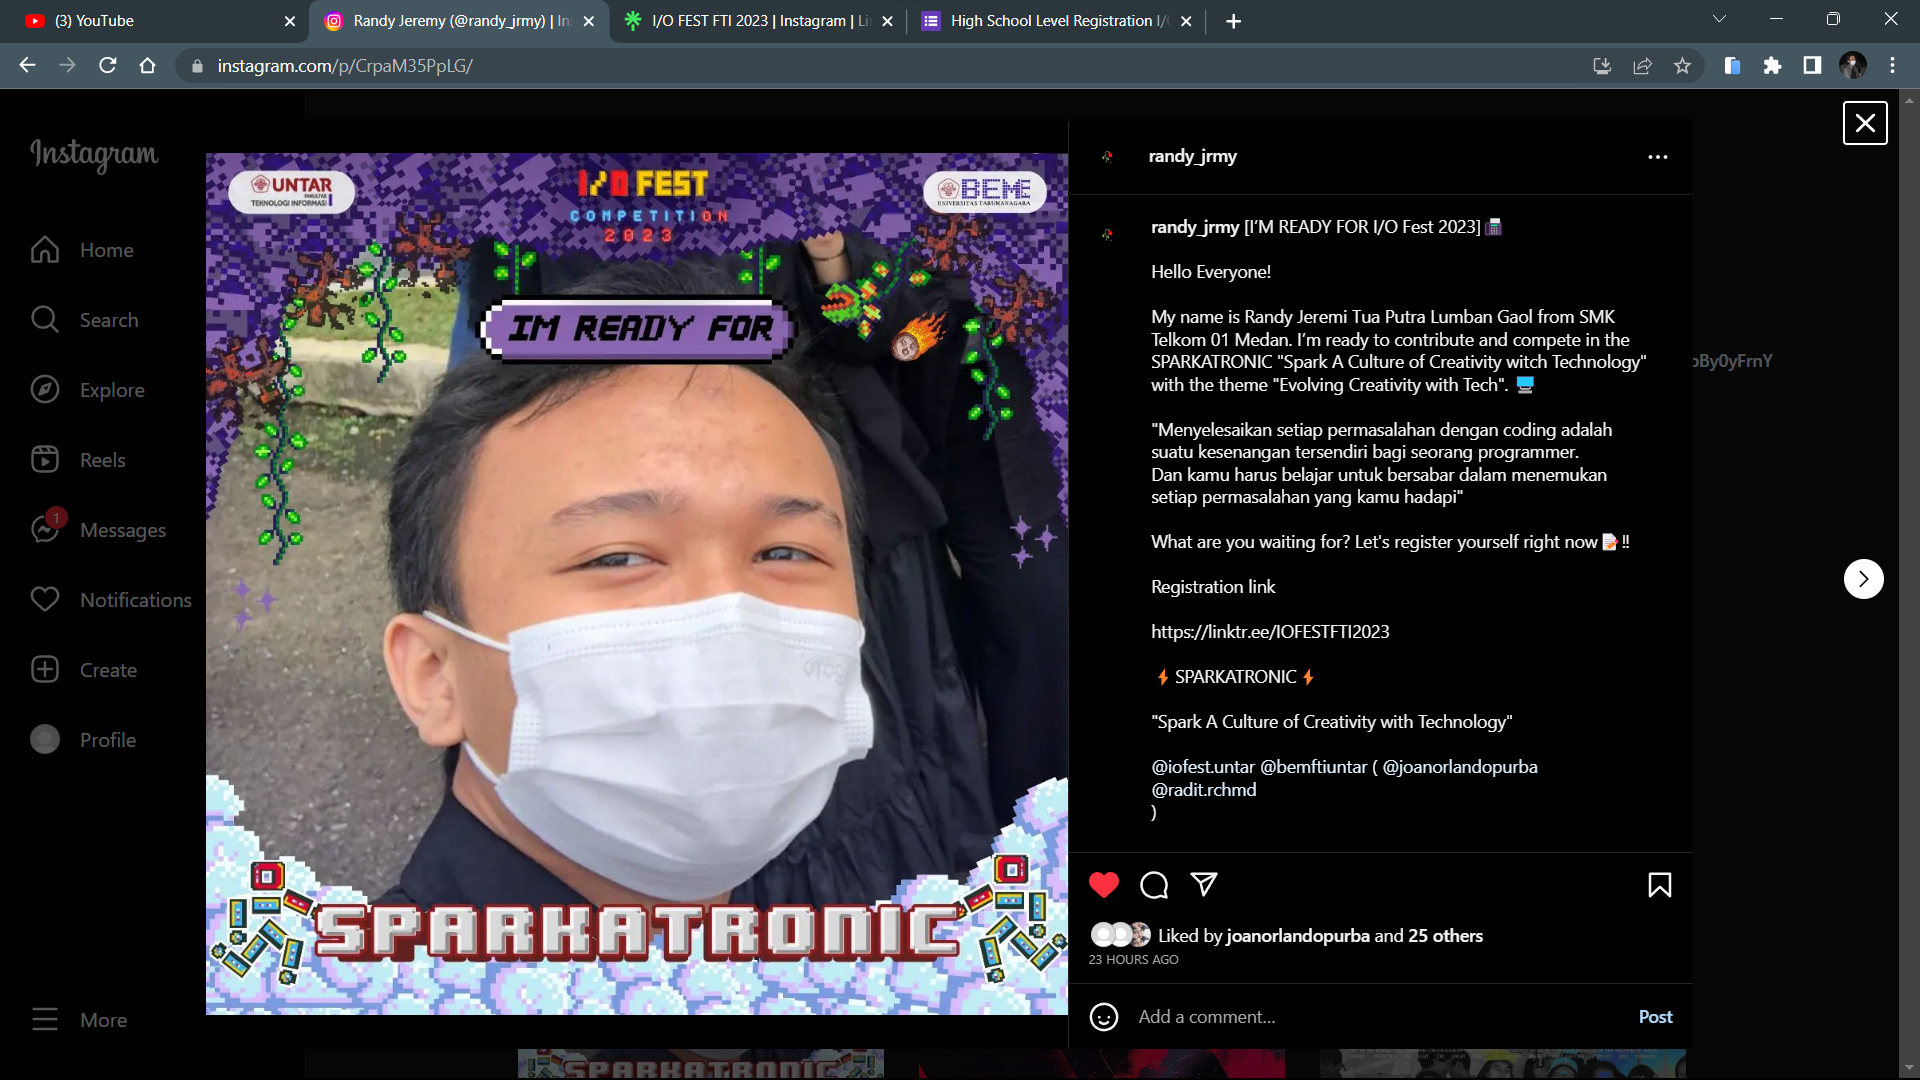 (3) YouTube
Randy Jeremy (@randy_jrmy) | In
I/O FEST FTI 2023 | Instagram | Li
High School Level Registration I/
instagram.com/p/CrpaM35PpLG/
Instagram
Home
Search
Explore
Reels
1
Messages
Notifications
Create
Profile
More
UNTAR
FAKULTAS
TEKNOLOGI INFORMASI
I/O FEST
COMPETITION
2023
BEME
UNIVERSITAS TARUMANAGARA
IM READY FOR
SPARKATRONIC
randy_jrmy
randy_jrmy [I'M READY FOR I/O Fest 2023]
Hello Everyone!
My name is Randy Jeremi Tua Putra Lumban Gaol from SMK
Telkom 01 Medan. I'm ready to contribute and compete in the
SPARKATRONIC "Spark A Culture of Creativity witch Technology"
with the theme "Evolving Creativity with Tech".
"Menyelesaikan setiap permasalahan dengan coding adalah
suatu kesenangan tersendiri bagi seorang programmer.
Dan kamu harus belajar untuk bersabar dalam menemukan
setiap permasalahan yang kamu hadapi"
What are you waiting for? Let's register yourself right now !!
Registration link
https://linktr.ee/IOFESTFTI2023
SPARKATRONIC
"Spark A Culture of Creativity with Technology"
@iofest.untar @bemftiuntar ( @joanorlandopurba
@radit.rchmd
)
Liked by joanorlandopurba and 25 others
23 HOURS AGO
Add a comment...
Post
bBy0yFrnY
SPARKATRONIC